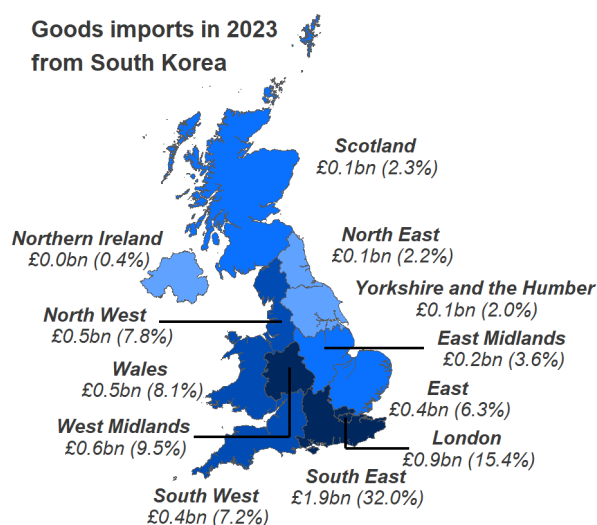 Goods imports in 2023
from South Korea
Scotland
£0.1bn (2.3%)
Northern Ireland
£0.0bn (0.4%)
North East
£0.1bn (2.2%)
Yorkshire and the Humber
£0.1bn (2.0%)
North West
£0.5bn (7.8%)
East Midlands
£0.2bn (3.6%)
Wales
£0.5bn (8.1%)
East
£0.4bn (6.3%)
West Midlands
£0.6bn (9.5%)
London
£0.9bn (15.4%)
South East
£1.9bn (32.0%)
South West
£0.4bn (7.2%)